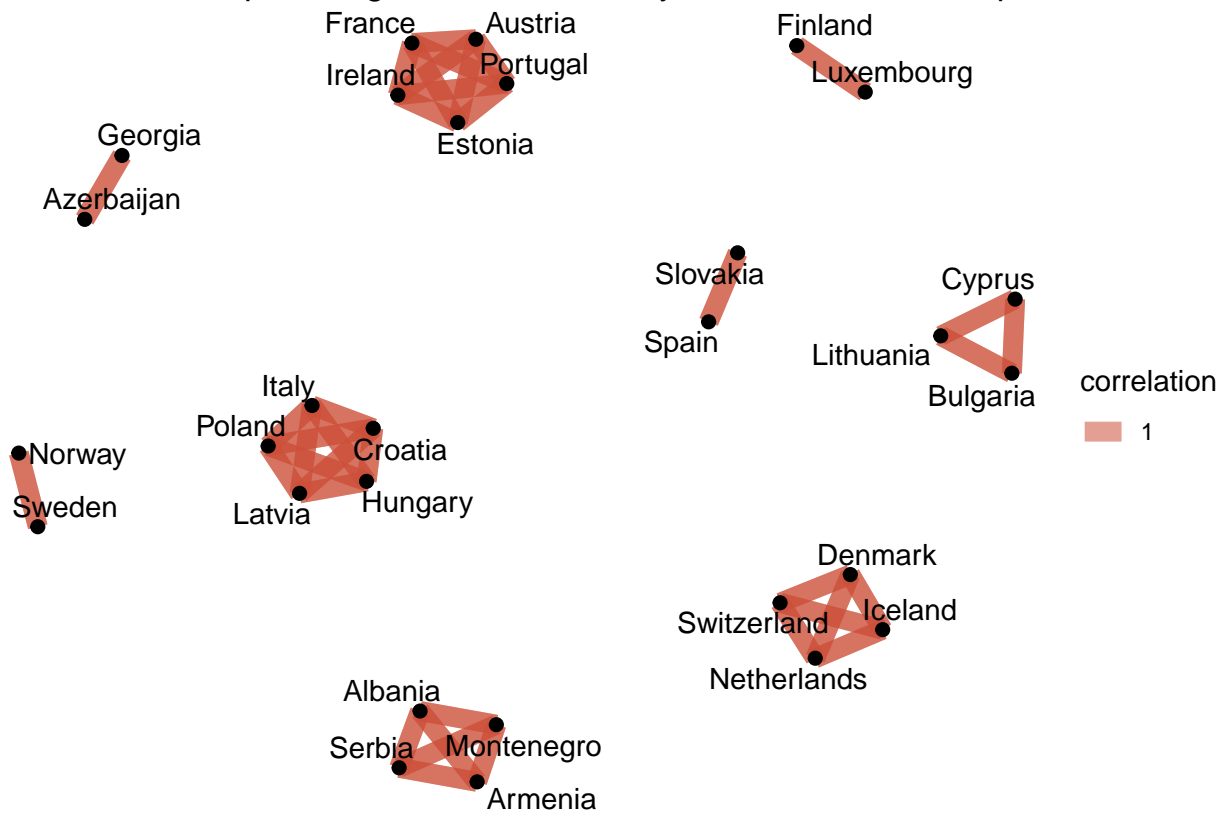 France
Austria
Finland
Ireland
Portugal
Luxembourg
Georgia
Estonia
Azerbaijan
Slovakia
Cyprus
Spain
Lithuania
Bulgaria
correlation
1
Italy
Poland
Croatia
Norway
Sweden
Latvia
Hungary
Denmark
Iceland
Switzerland
Netherlands
Albania
Serbia
Montenegro
Armenia